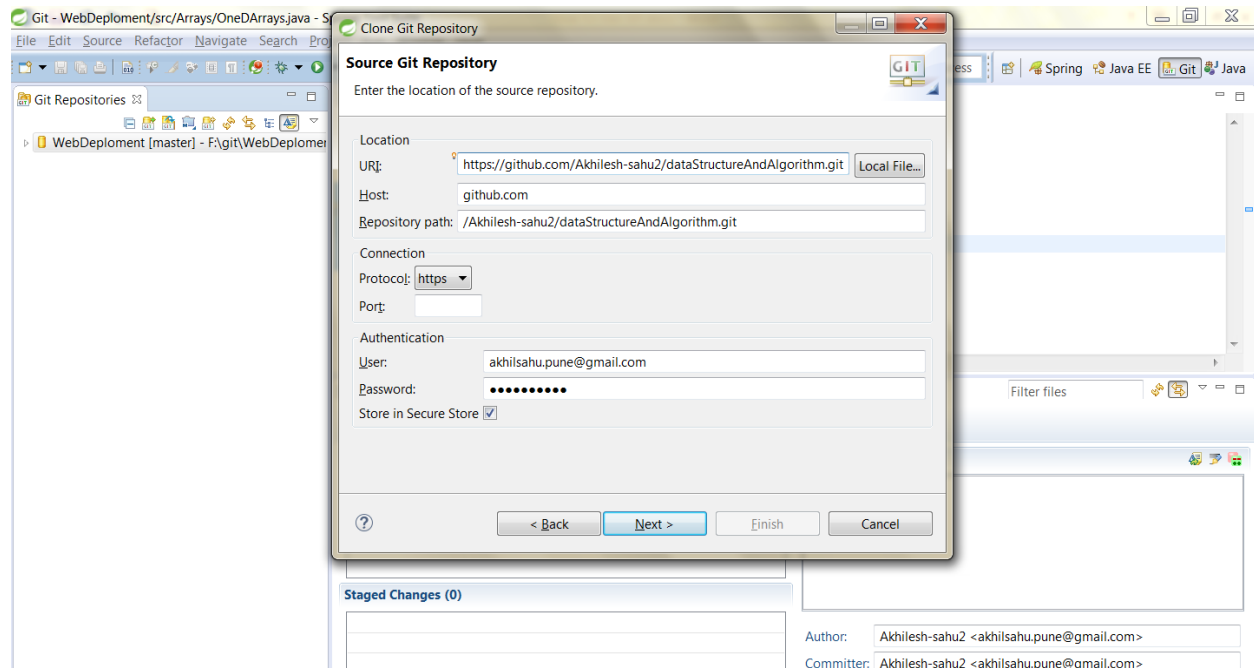 Git - WebDeploment/src/Arrays/OneDArrays.java - S
File Edit Source Refactor Navigate Search
Git Repositories
WebDeploment [master] - F:\git\WebDeplomen
Clone Git Repository
Source Git Repository
Enter the location of the source repository.
GIT
Location
URI: https://github.com/Akhilesh-sahu2/dataStructureAndAlgorithm.git Local File...
Host: github.com
Repository path: /Akhilesh-sahu2/dataStructureAndAlgorithm.git
Connection
Protocol: https
Port:
Authentication
User: akhilsahu.pune@gmail.com
Password: ●●●●●●●●●●
Store in Secure Store
< Back Next > Finish Cancel
ess Spring Java EE Git Java
Filter files
Staged Changes (0)
Author: Akhilesh-sahu2 <akhilsahu.pune@gmail.com>
Committer: Akhilesh-sahu2 <akhilsahu.pune@gmail.com>